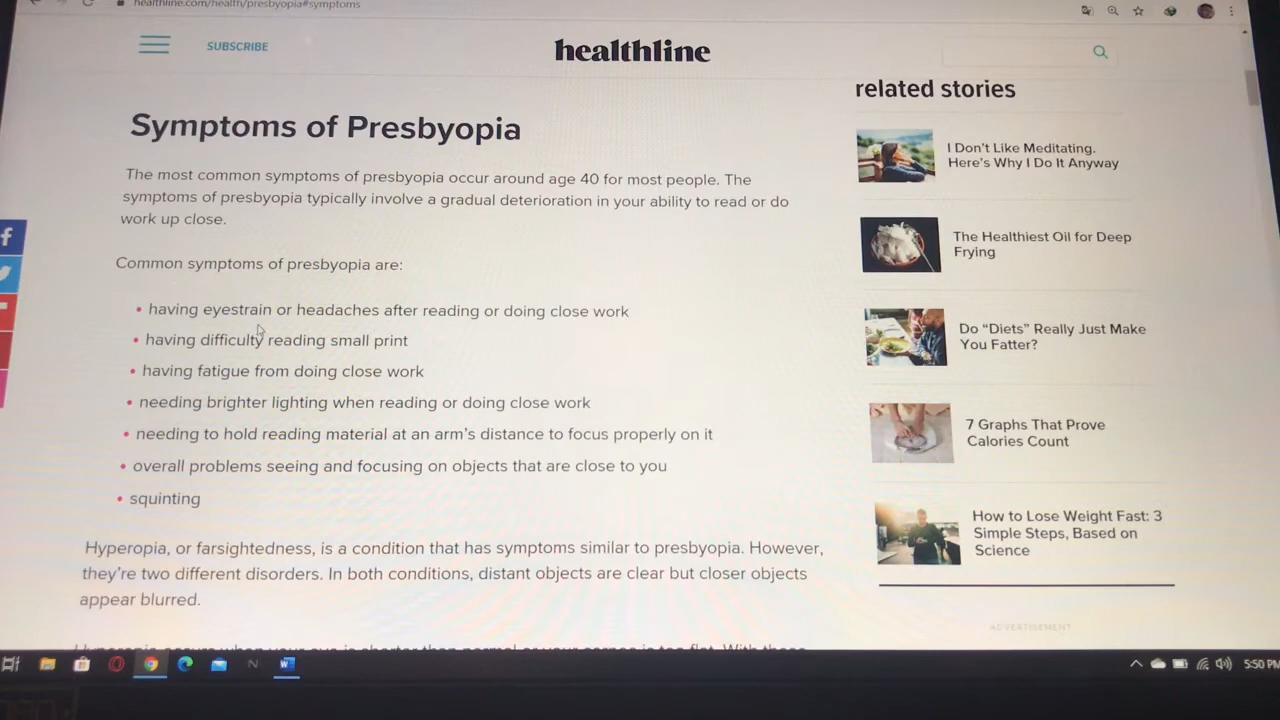 healthline.com/health/presbyopia#symptoms
SUBSCRIBE
healthline
related stories
Symptoms of Presbyopia
The most common symptoms of presbyopia occur around age 40 for most people. The
symptoms of presbyopia typically involve a gradual deterioration in your ability to read or do
work up close.
Common symptoms of presbyopia are:
• having eyestrain or headaches after reading or doing close work
• having difficulty reading small print
• having fatigue from doing close work
• needing brighter lighting when reading or doing close work
• needing to hold reading material at an arm's distance to focus properly on it
• overall problems seeing and focusing on objects that are close to you
• squinting
Hyperopia, or farsightedness, is a condition that has symptoms similar to presbyopia. However,
they're two different disorders. In both conditions, distant objects are clear but closer objects
appear blurred.
I Don't Like Meditating.
Here's Why I Do It Anyway
The Healthiest Oil for Deep
Frying
Do “Diets” Really Just Make
You Fatter?
7 Graphs That Prove
Calories Count
How to Lose Weight Fast: 3
Simple Steps, Based on
Science
ADVERTISEMENT
5:50 PM